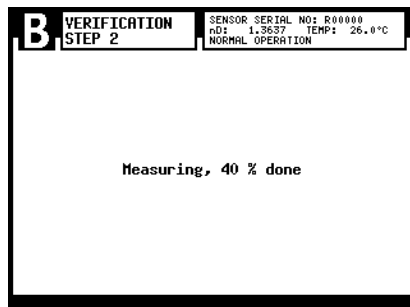 B
VERIFICATION
STEP 2
SENSOR SERIAL NO: R00000
nD: 1.3637 TEMP: 26.0°C
NORMAL OPERATION
Measuring, 40 % done